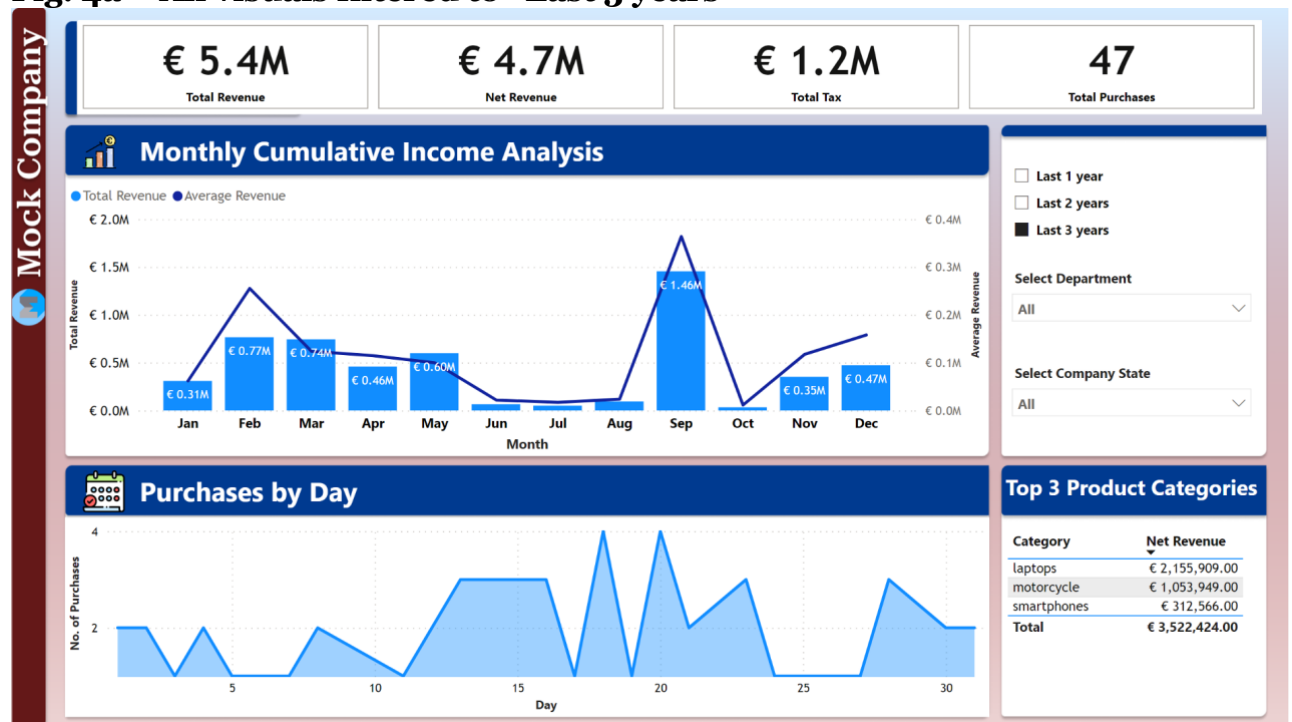 Mock Company
€ 5.4M
Total Revenue
€ 4.7M
Net Revenue
€ 1.2M
Total Tax
47
Total Purchases
Monthly Cumulative Income Analysis
Total Revenue Average Revenue
€ 2.0M
€ 1.5M
€ 1.0M
€ 0.5M
€ 0.0M
Total Revenue
€ 0.4M
€ 0.3M
€ 0.2M
€ 0.1M
€ 0.0M
Average Revenue
€ 0.31M
€ 0.77M
€ 0.74M
€ 0.46M
€ 0.60M
€ 1.46M
€ 0.35M
€ 0.47M
Jan Feb Mar Apr May Jun Jul Aug Sep Oct Nov Dec
Month
Last 1 year
Last 2 years
Last 3 years
Select Department
All
Select Company State
All
Purchases by Day
4
2
No. of Purchases
5 10 15 20 25 30
Day
Top 3 Product Categories
Category Net Revenue
laptops € 2,155,909.00
motorcycle € 1,053,949.00
smartphones € 312,566.00
Total € 3,522,424.00